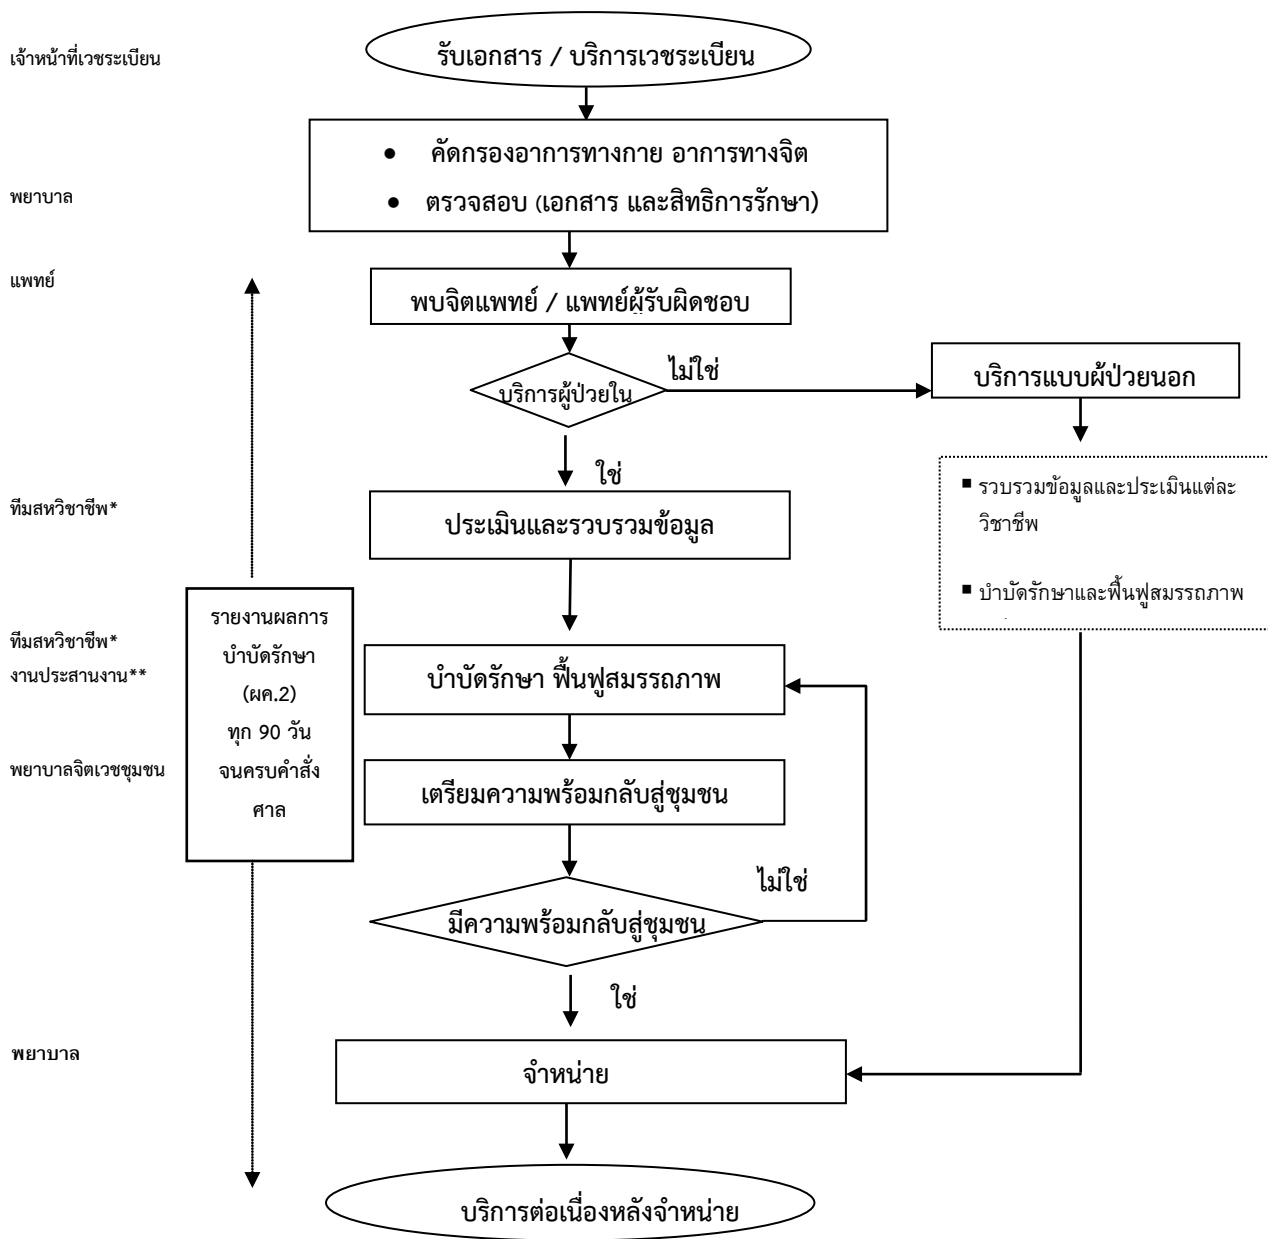 เจ้าหน้าที่เวชระเบียน
รับเอกสาร / บริการเวชระเบียน
• คัดกรองอาการทางกาย อาการทางจิต
พยาบาล
• ตรวจสอบ (เอกสาร และสิทธิการรักษา)
แพทย์
พบจิตแพทย์ / แพทย์ผู้รับผิดชอบ
บริการผู้ป่วยใน
ไม่ใช่
บริการแบบผู้ป่วยนอก
ใช่
▪ รวบรวมข้อมูลและประเมินแต่ละ
วิชาชีพ
▪ บำบัดรักษาและฟื้นฟูสมรรถภาพ
ทีมสหวิชาชีพ*
ประเมินและรวบรวมข้อมูล
รายงานผลการ
บำบัดรักษา
(ผค.2)
ทุก 90 วัน
จนครบคำสั่ง
ศาล
ทีมสหวิชาชีพ*
งานประสานงาน**
บำบัดรักษา ฟื้นฟูสมรรถภาพ
พยาบาลจิตเวชชุมชน
เตรียมความพร้อมกลับสู่ชุมชน
ไม่ใช่
มีความพร้อมกลับสู่ชุมชน
ใช่
พยาบาล
จำหน่าย
บริการต่อเนื่องหลังจำหน่าย